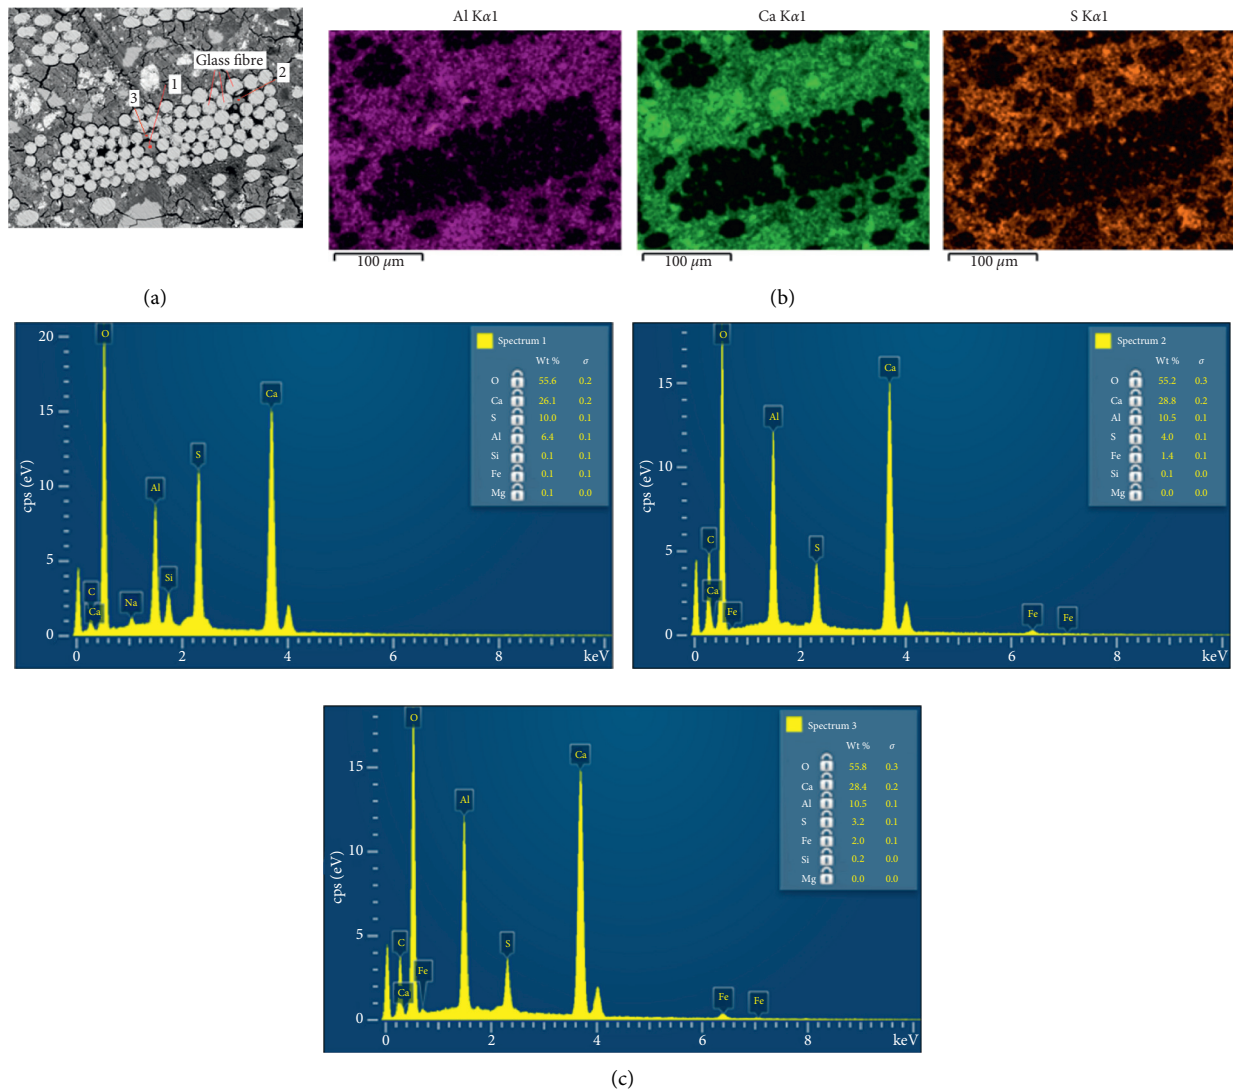 Al Kα1
Ca Kα1
S Kα1
Glass fibre
1
2
3
100 μm
100 μm
100 μm
(a)
(b)
20
15
10
5
0
cps (eV)
0
2
4
6
8
keV
O
C
Ca
Na
Al
Si
S
Ca
Spectrum 1
Wt % σ
O 55.6 0.2
Ca 26.1 0.2
S 10.0 0.1
Al 6.4 0.1
Si 0.1 0.1
Fe 0.1 0.1
Mg 0.1 0.0
15
10
5
0
cps (eV)
0
2
4
6
8
keV
O
C
Ca
Fe
Al
S
Ca
Fe
Fe
Spectrum 2
Wt % σ
O 55.2 0.3
Ca 28.8 0.2
Al 10.5 0.1
S 4.0 0.1
Fe 1.4 0.1
Si 0.1 0.0
Mg 0.0 0.0
15
10
5
0
cps (eV)
0
2
4
6
8
keV
O
C
Ca
Fe
Al
S
Ca
Fe
Fe
Spectrum 3
Wt % σ
O 55.8 0.3
Ca 28.4 0.2
Al 10.5 0.1
S 3.2 0.1
Fe 2.0 0.1
Si 0.2 0.0
Mg 0.0 0.0
(c)